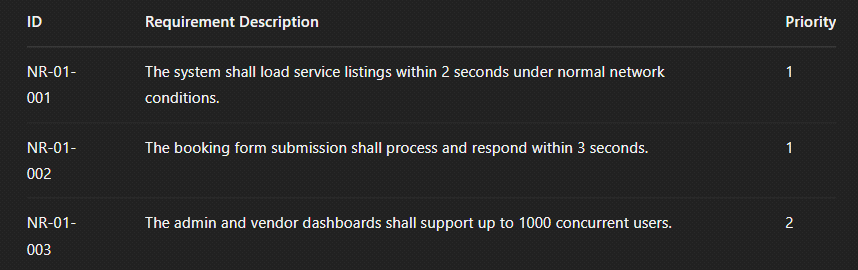 ID Requirement Description Priority
NR-01- The system shall load service listings within 2 seconds under normal network 1
001 conditions.
NR-01- The booking form submission shall process and respond within 3 seconds. 1
002
NR-01- The admin and vendor dashboards shall support up to 1000 concurrent users. 2
003